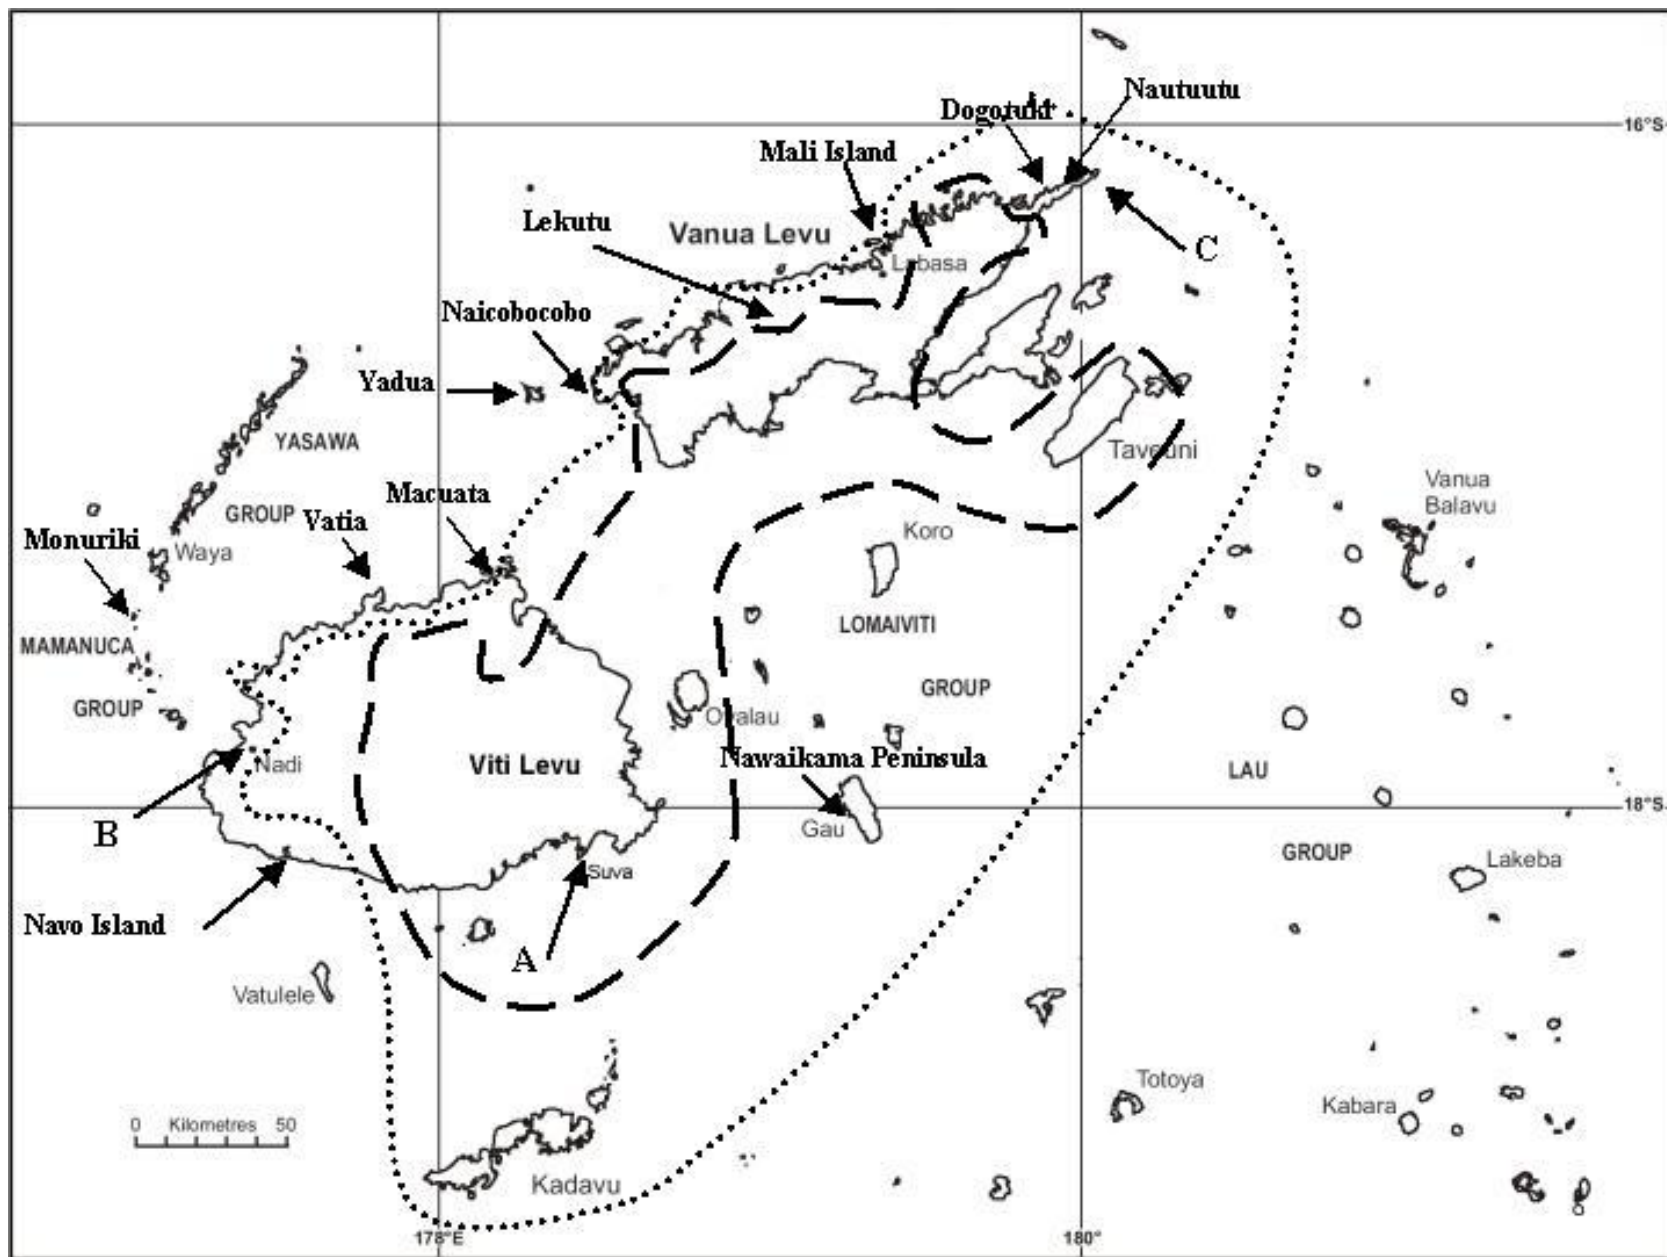 Nautuutu
Dogotuki
16°S
Mali Island
Lekutu
Vanua Levu
C
Labasa
Naicobocobo
Yadua
YASAWA
Taveuni
Vanua
Balavu
Macuata
GROUP
Vatia
Koro
Monuriki
Waya
LOMAIVITI
MAMANUCA
GROUP
GROUP
Ovalau
Nawaikama Peninsula
Nadi
Viti Levu
LAU
18°S
B
Gau
GROUP
Lakeba
Suva
Navo Island
A
Vatulele
Totoya
Kabara
0 Kilometres 50
Kadavu
178°E
180°